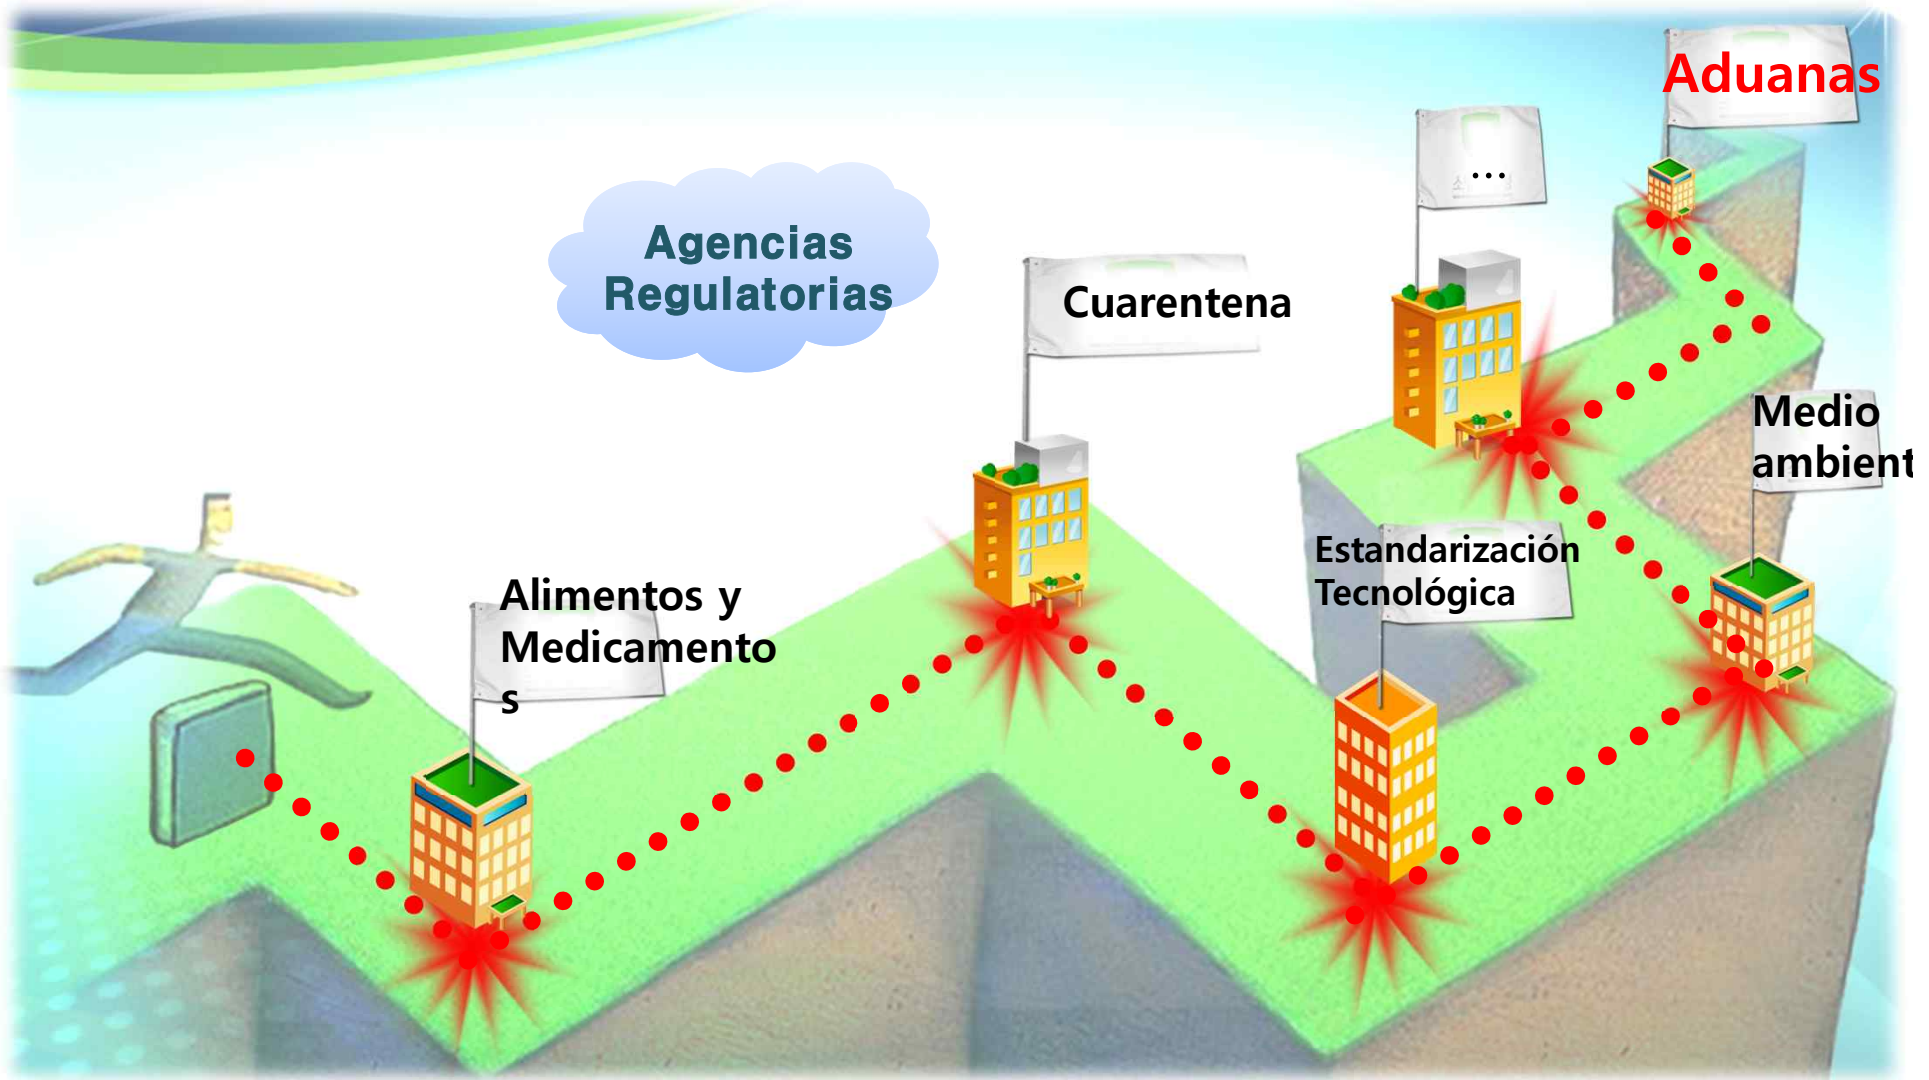 Aduanas
...
Agencias
Regulatorias
Cuarentena
Medio
ambient
Estandarización
Tecnológica
Alimentos y
Medicamento
s